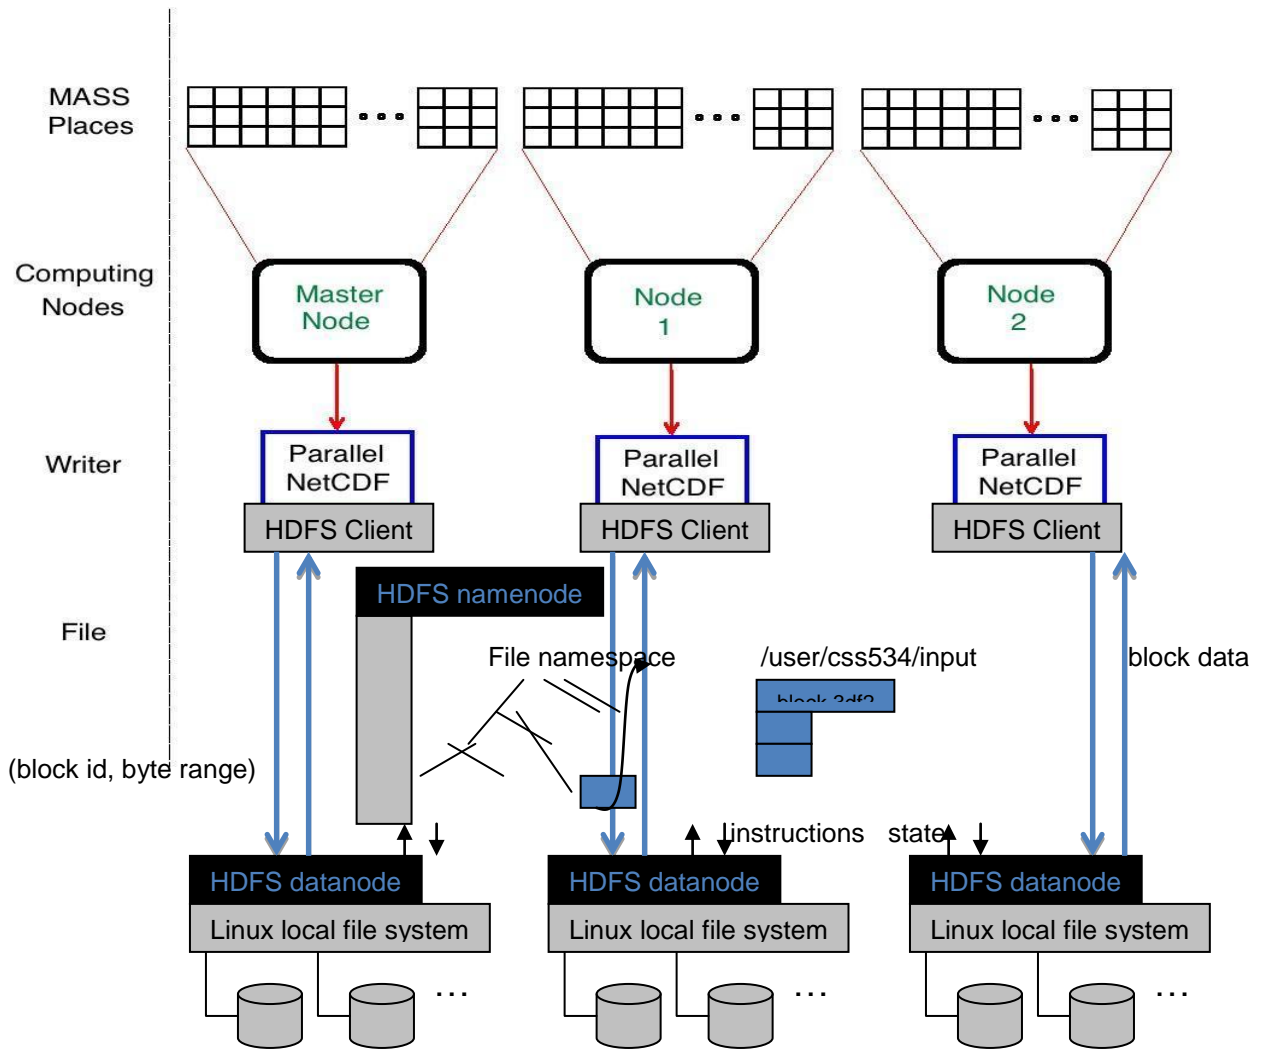 MASS
Places
Computing
Nodes
Master
Node
Node
1
Node
2
Writer
Parallel
NetCDF
Parallel
NetCDF
Parallel
NetCDF
HDFS Client
HDFS Client
HDFS Client
HDFS namenode
File
File namespace
/user/css534/input
block data
block 3df2
(block id, byte range)
instructions state
HDFS datanode
HDFS datanode
HDFS datanode
Linux local file system
Linux local file system
Linux local file system